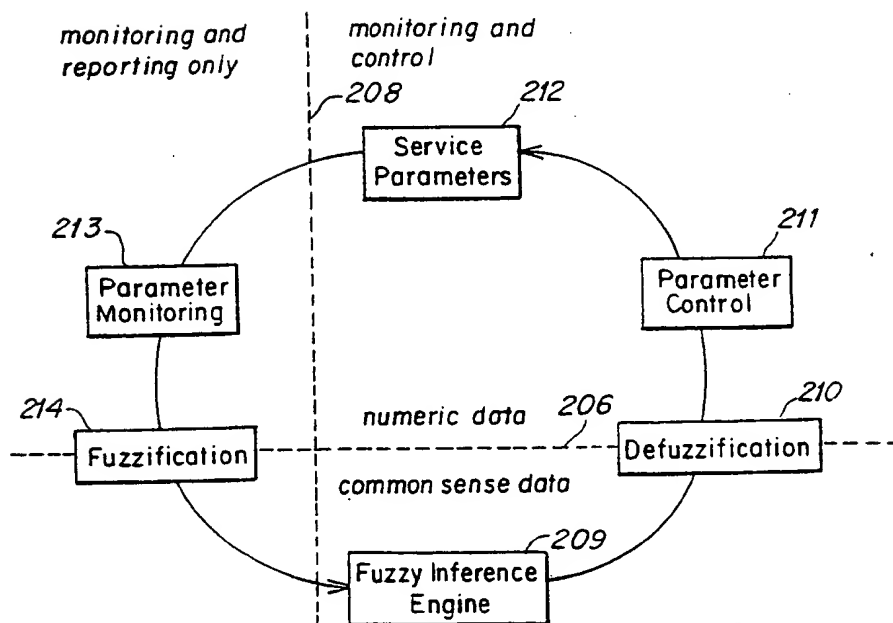 monitoring and
reporting only
monitoring and
control
208
212
Service
Parameters
213
211
Parameter
Monitoring
Parameter
Control
214
numeric data
206
210
Fuzzification
Defuzzification
common sense data
209
Fuzzy Inference
Engine